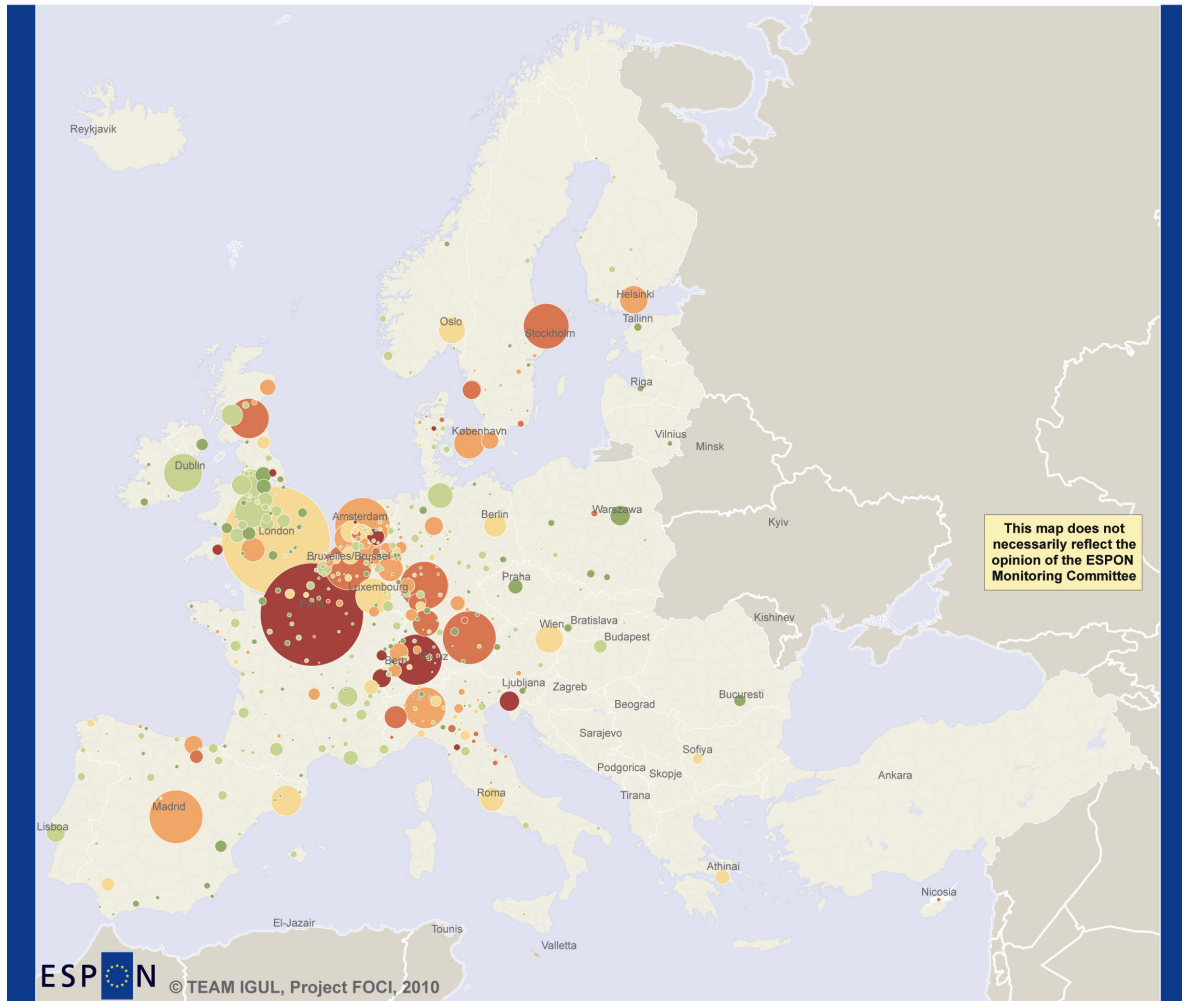 Reykjavik
Helsinki
Oslo
Tallinn
Stockholm
Riga
København
Vilnius
Minsk
Dublin
Amsterdam
Berlin
Warszawa
London
Kyiv
This map does not
necessarily reflect the
opinion of the ESPON
Monitoring Committee
Bruxelles/Brussel
Luxembourg
Praha
Paris
Kishinev
Wien
Bratislava
Budapest
Bern
Ljubljana
Zagreb
Bucuresti
Beograd
Sarajevo
Sofiya
Podgorica
Skopje
Ankara
Roma
Tirana
Madrid
Lisboa
Athinai
Nicosia
El-Jazair
Tounis
Valletta
ESPON
© TEAM IGUL, Project FOCI, 2010